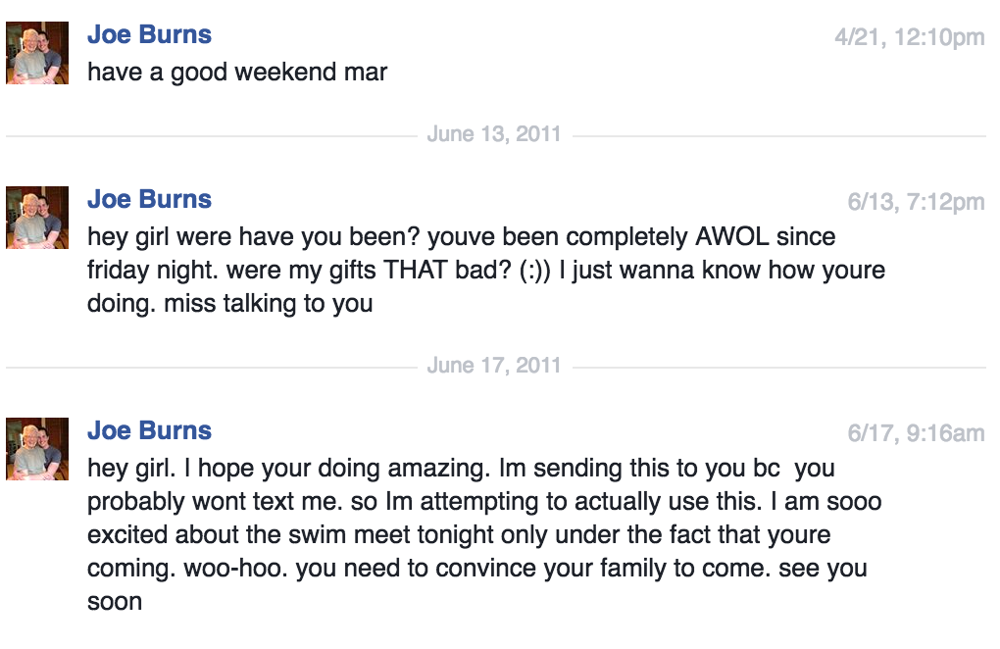 Joe Burns
4/21, 12:10pm
have a good weekend mar
June 13, 2011
Joe Burns
6/13, 7:12pm
hey girl were have you been? youve been completely AWOL since
friday night. were my gifts THAT bad? (:)) I just wanna know how youre
doing. miss talking to you
June 17, 2011
Joe Burns
6/17, 9:16am
hey girl. I hope your doing amazing. Im sending this to you bc  you
probably wont text me. so Im attempting to actually use this. I am sooo
excited about the swim meet tonight only under the fact that youre
coming. woo-hoo. you need to convince your family to come. see you
soon